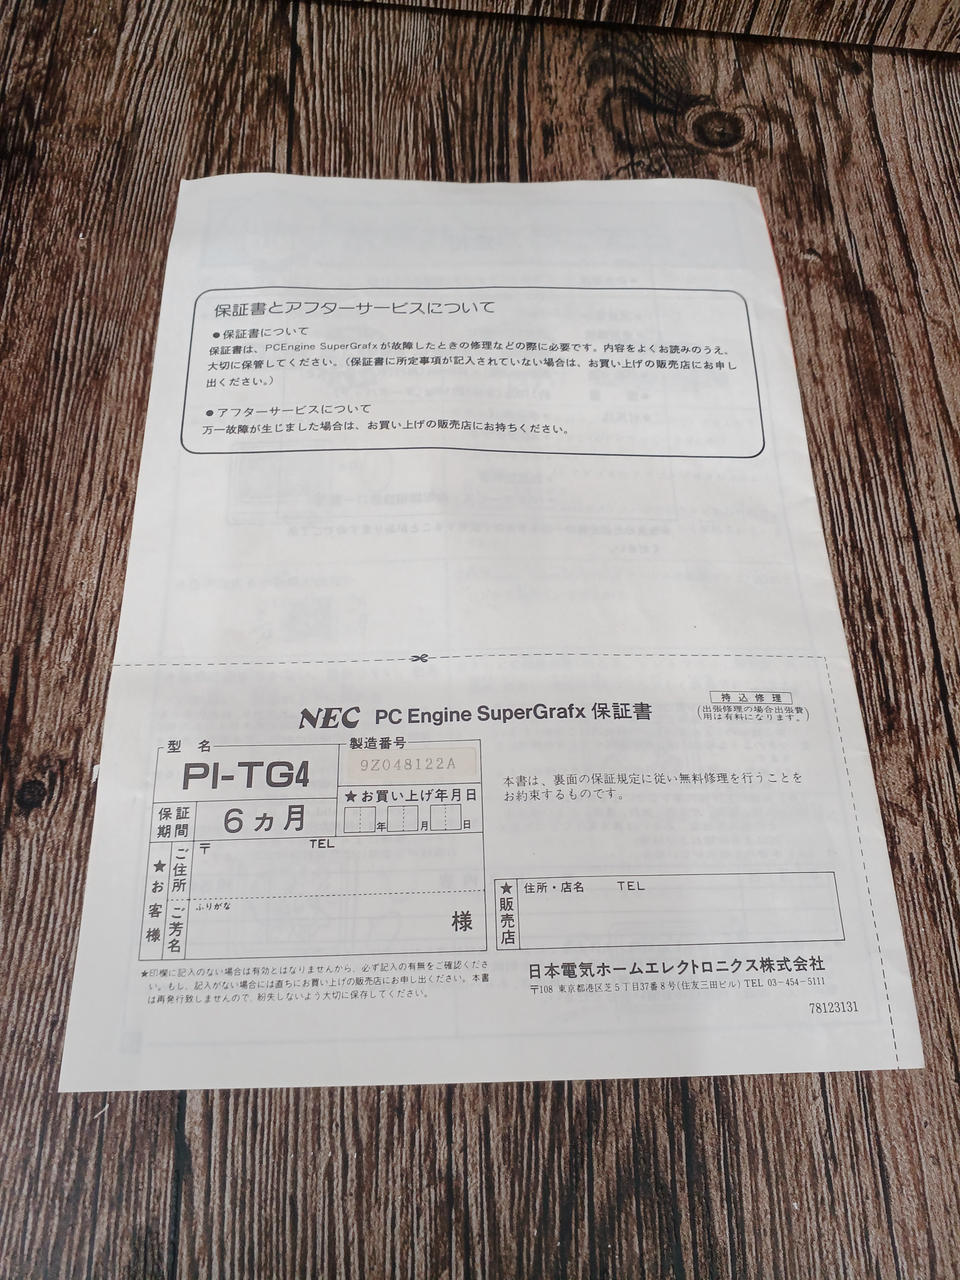 保証書とアフターサービスについて
●保証書について
保証書は、PCEngine SuperGrafxが故障したときの修理などの際に必要です。内容をよくお読みのうえ、
大切に保管してください。(保証書に所定事項が記入されていない場合は、お買い上げの販売店にお申し
出ください。)
●アフターサービスについて
万一故障が生じました場合は、お買い上げの販売店にお持ちください。
NEC PC Engine SuperGrafx 保証書
持込修理
(出張修理の場合出張費
用は有料になります。)
型名
PI-TG4
製造番号
9Z048122A
保証期間
6ヵ月
★お買い上げ年月日
年 月 日
本書は、裏面の保証規定に従い無料修理を行うことを
お約束するものです。
★お客様
ご住所
〒 TEL
ご芳名
ふりがな
様
★販売店
住所・店名 TEL
★印欄に記入のない場合は有効とはなりませんから、必ず記入の有無をご確認くださ
い。もし、記入がない場合には直ちにお買い上げの販売店にお申し出ください。本書
は再発行致しませんので、紛失しないよう大切に保存してください。
日本電気ホームエレクトロニクス株式会社
〒108 東京都港区芝5丁目37番8号(住友三田ビル) TEL 03-454-5111
78123131